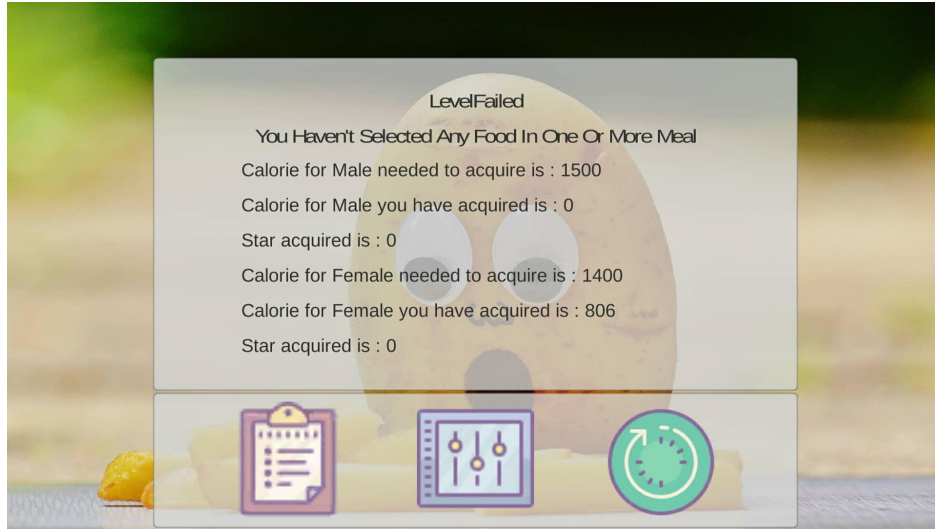 LevelFailed
You Haven't Selected Any Food In One Or More Meal
Calorie for Male needed to acquire is : 1500
Calorie for Male you have acquired is : 0
Star acquired is : 0
Calorie for Female needed to acquire is : 1400
Calorie for Female you have acquired is : 806
Star acquired is : 0